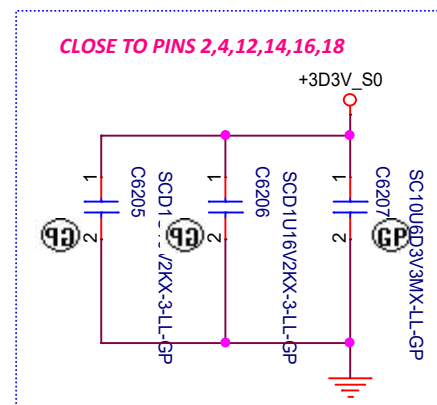 CLOSE TO PINS 2,4,12,14,16,18
+3D3V_S0
1
2
C6205
GP
1
2
C6206
SCD1U16V2KX-3-LL-GP
GP
1
2
C6207
SC10U6D3V3MX-LL-GP
GP